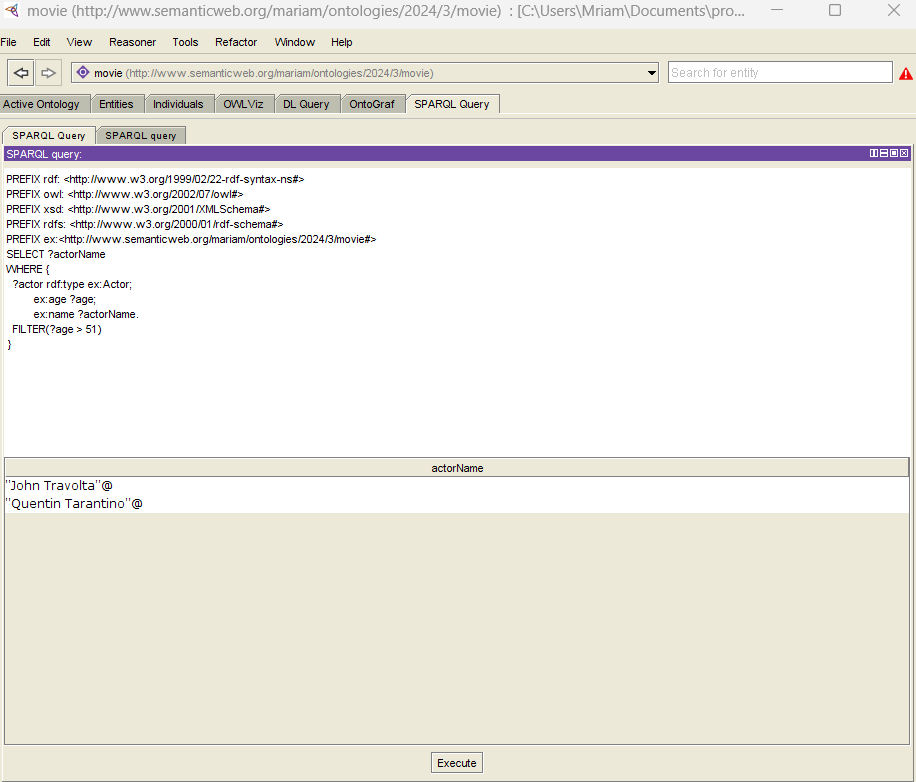 movie (http://www.semanticweb.org/mariam/ontologies/2024/3/movie) : [C:\Users\Mriam\Documents\pro...
File Edit View Reasoner Tools Refactor Window Help
movie (http://www.semanticweb.org/mariam/ontologies/2024/3/movie) Search for entity
Active Ontology Entities Individuals OWLViz DL Query OntoGraf SPARQL Query
SPARQL Query SPARQL query
SPARQL query:
PREFIX rdf: <http://www.w3.org/1999/02/22-rdf-syntax-ns#>
PREFIX owl: <http://www.w3.org/2002/07/owl#>
PREFIX xsd: <http://www.w3.org/2001/XMLSchema#>
PREFIX rdfs: <http://www.w3.org/2000/01/rdf-schema#>
PREFIX ex:<http://www.semanticweb.org/mariam/ontologies/2024/3/movie#>
SELECT ?actorName
WHERE {
?actor rdf:type ex:Actor;
ex:age ?age;
ex:name ?actorName.
FILTER(?age > 51)
}
actorName
"John Travolta"@
"Quentin Tarantino"@
Execute